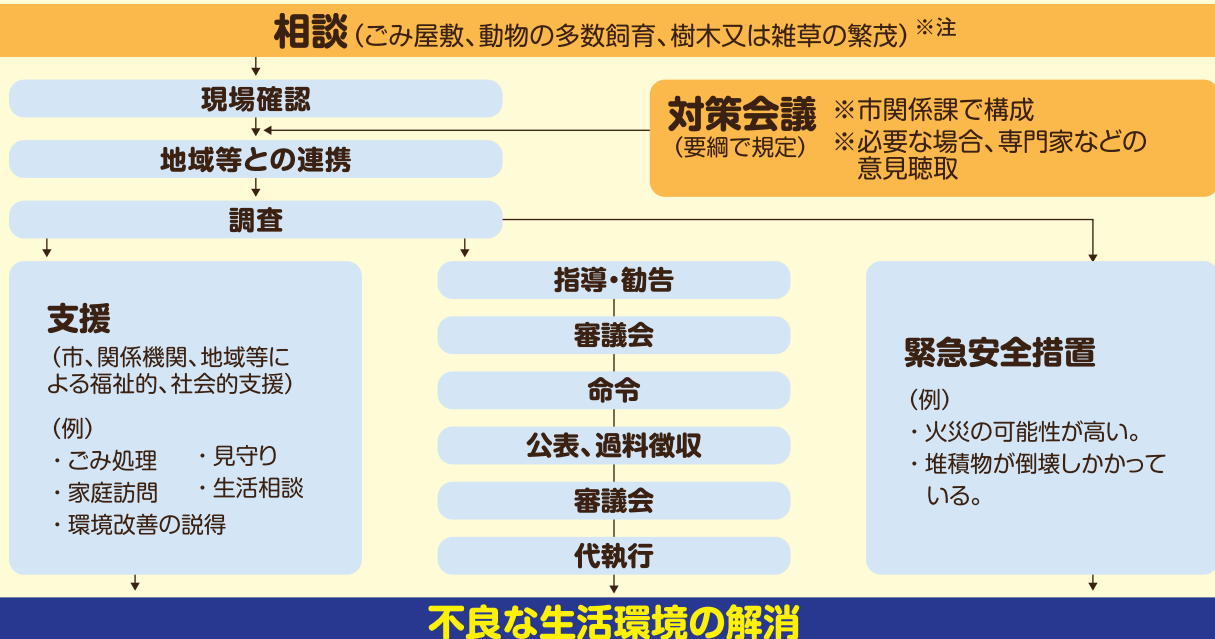 相談(ごみ屋敷、動物の多数飼育、樹木又は雑草の繁茂)※注
現場確認
対策会議
(要綱で規定)
※市関係課で構成
※必要な場合、専門家などの
意見聴取
地域等との連携
調査
支援
(市、関係機関、地域等に
よる福祉的、社会的支援)
(例)
・ごみ処理
・見守り
・家庭訪問
・生活相談
・環境改善の説得
指導・勧告
審議会
命令
公表、過料徴収
審議会
代執行
緊急安全措置
(例)
・火災の可能性が高い。
・堆積物が倒壊しかかって
いる。
不良な生活環境の解消